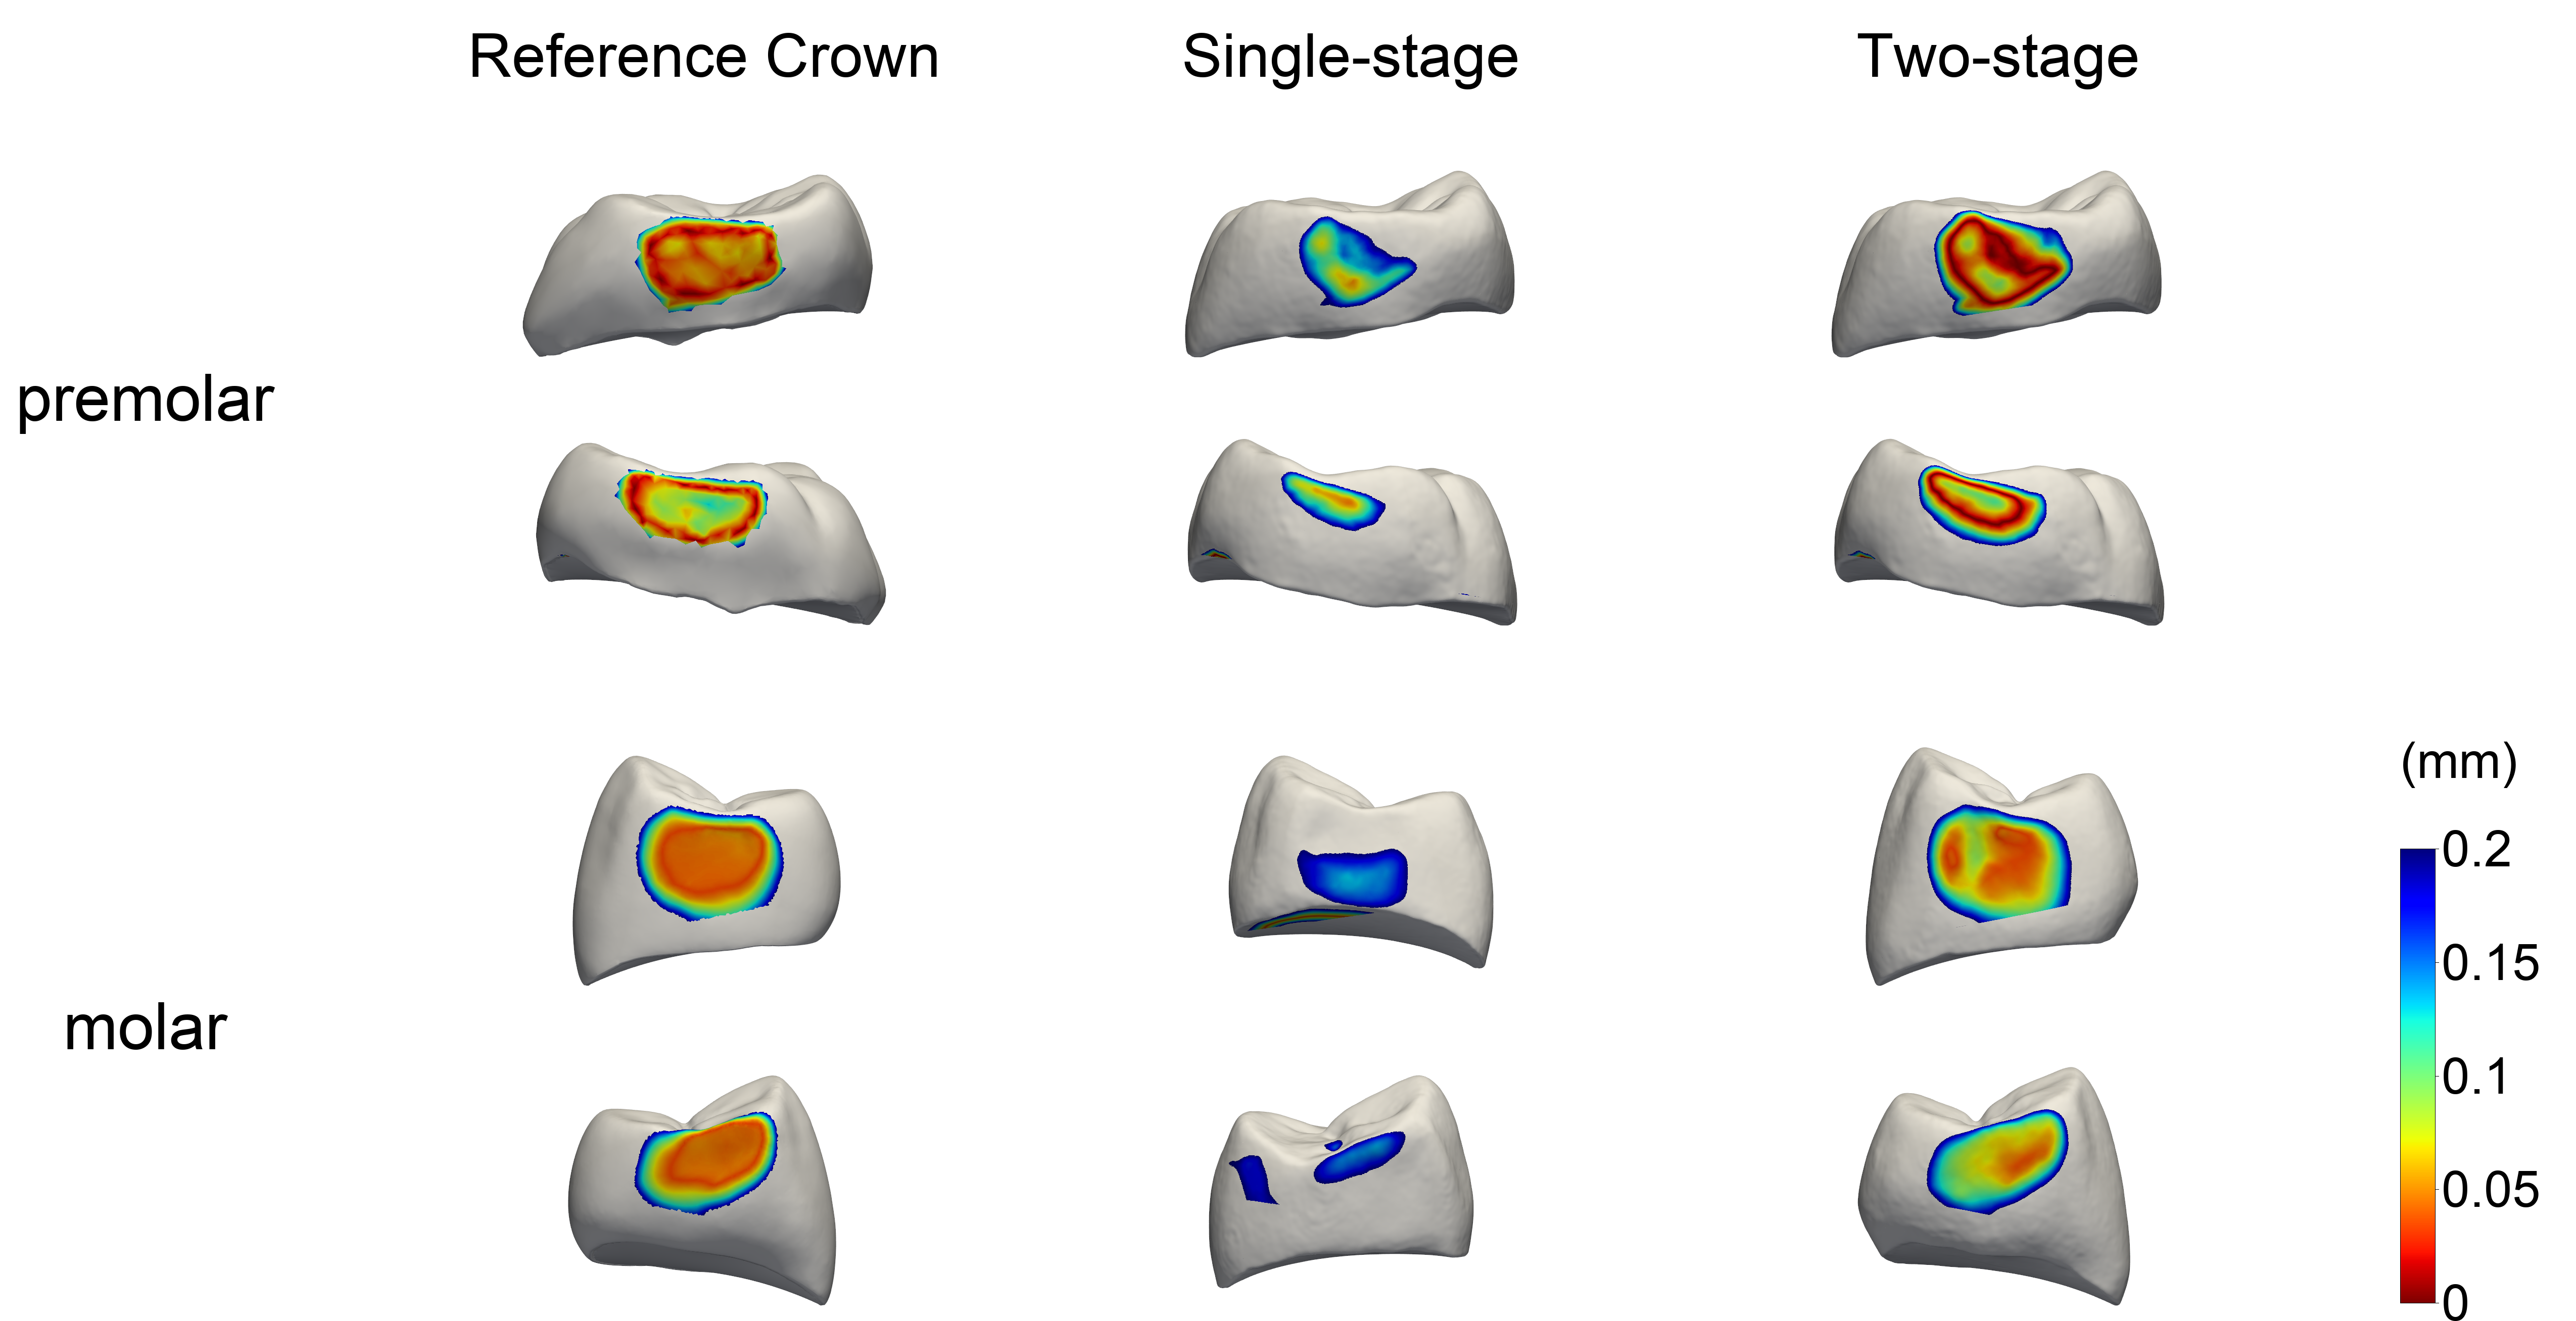 Reference Crown
Single-stage
Two-stage
premolar
molar
(mm)
0.2
0.15
0.1
0.05
0